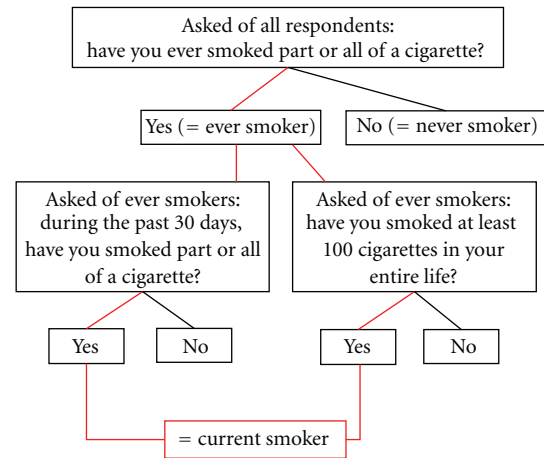 Asked of all respondents:
have you ever smoked part or all of a cigarette?
Yes (= ever smoker)
No (= never smoker)
Asked of ever smokers:
during the past 30 days,
have you smoked part or all
of a cigarette?
Asked of ever smokers:
have you smoked at least
100 cigarettes in your
entire life?
Yes
No
Yes
No
= current smoker